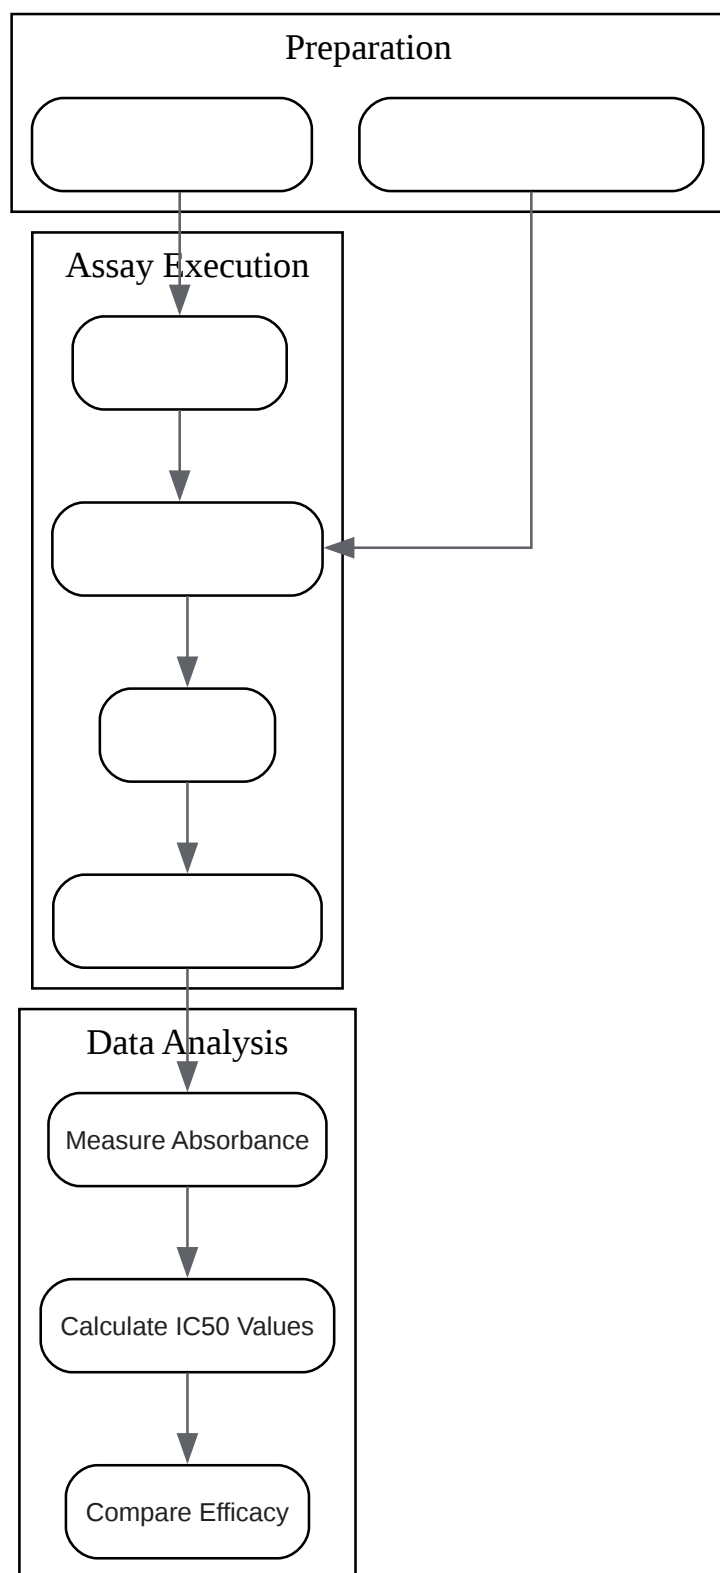 Preparation
Assay Execution
Data Analysis
Measure Absorbance
Calculate IC50 Values
Compare Efficacy